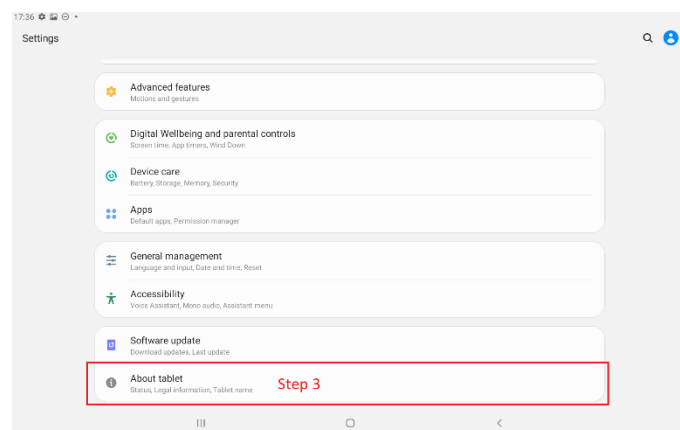 17:36
Settings
Advanced features
Motions and gestures
Digital Wellbeing and parental controls
Screen time, App timers, Wind Down
Device care
Battery, Storage, Memory, Security
Apps
Default apps, Permission manager
General management
Language and input, Date and time, Reset
Accessibility
Voice Assistant, Mono audio, Assistant menu
Software update
Download updates, Last update
About tablet
Status, Legal information, Tablet name
Step 3